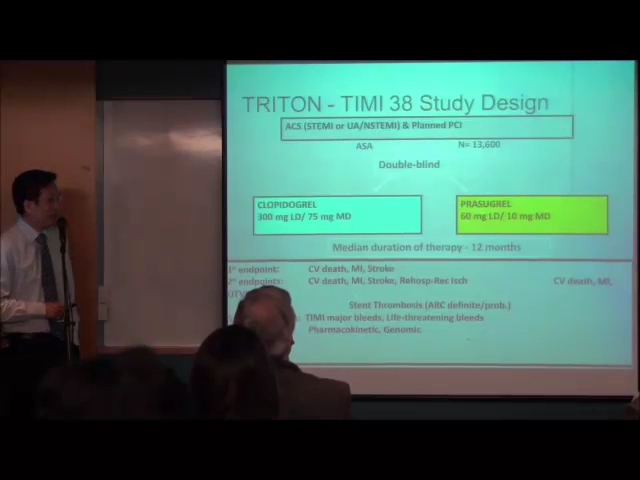 TRITON - TIMI 38 Study Design
ACS (STEMI or UA/NSTEMI) & Planned PCI
ASA N= 13,600
Double-blind
CLOPIDOGREL
300 mg LD/ 75 mg MD
PRASUGREL
60 mg LD/ 10 mg MD
Median duration of therapy - 12 months
1° endpoint: CV death, MI, Stroke
2° endpoints: CV death, MI, Stroke, Rehosp-Rec Isch CV death, MI,
Stent Thrombosis (ARC definite/prob.)
TIMI major bleeds, Life-threatening bleeds
Pharmacokinetic, Genomic